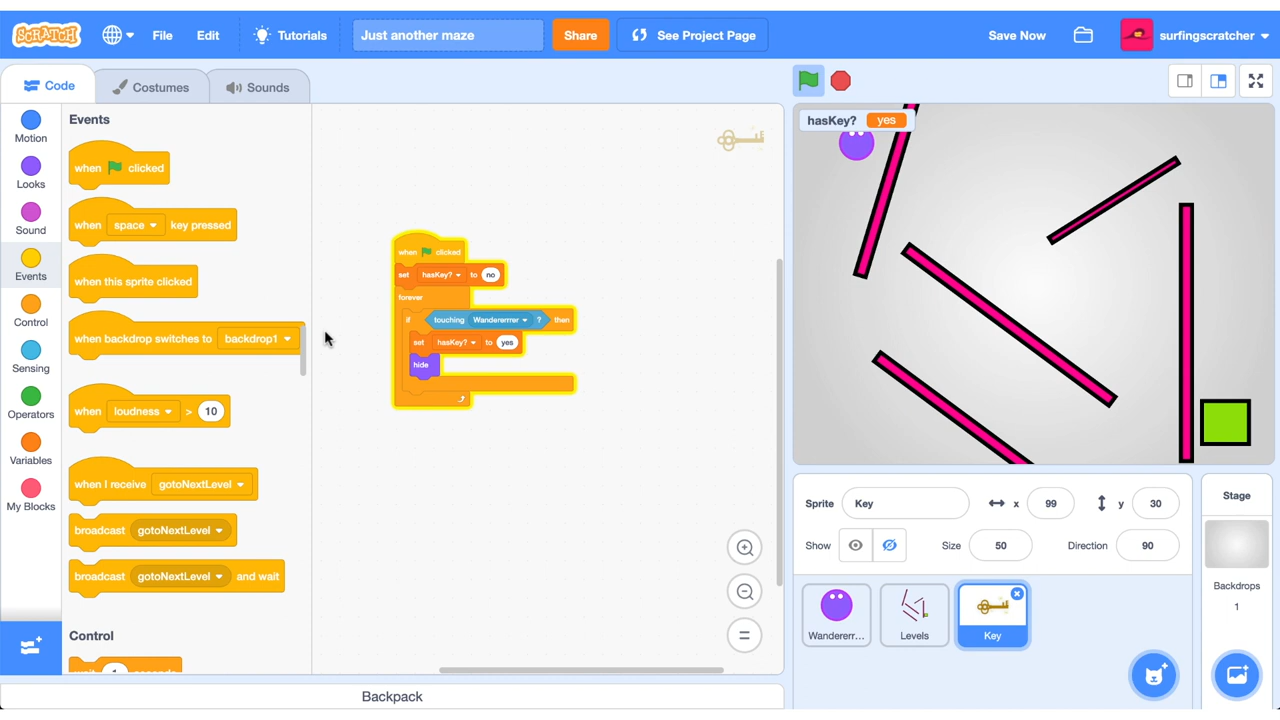 SCRATCH File Edit Tutorials Just another maze Share See Project Page Save Now surfingscratcher
Code Costumes Sounds
Motion
Looks
Sound
Events
Control
Sensing
Operators
Variables
My Blocks
Events
when clicked
when space key pressed
when this sprite clicked
when backdrop switches to backdrop1
when loudness > 10
when I receive gotoNextLevel
broadcast gotoNextLevel
broadcast gotoNextLevel and wait
Control
when clicked
set hasKey? to no
forever
if touching Wandererrrer ? then
set hasKey? to yes
hide
hasKey? yes
Sprite Key x 99 y 30
Show Size 50 Direction 90
Wandererr... Levels Key
Stage
Backdrops
1
Backpack